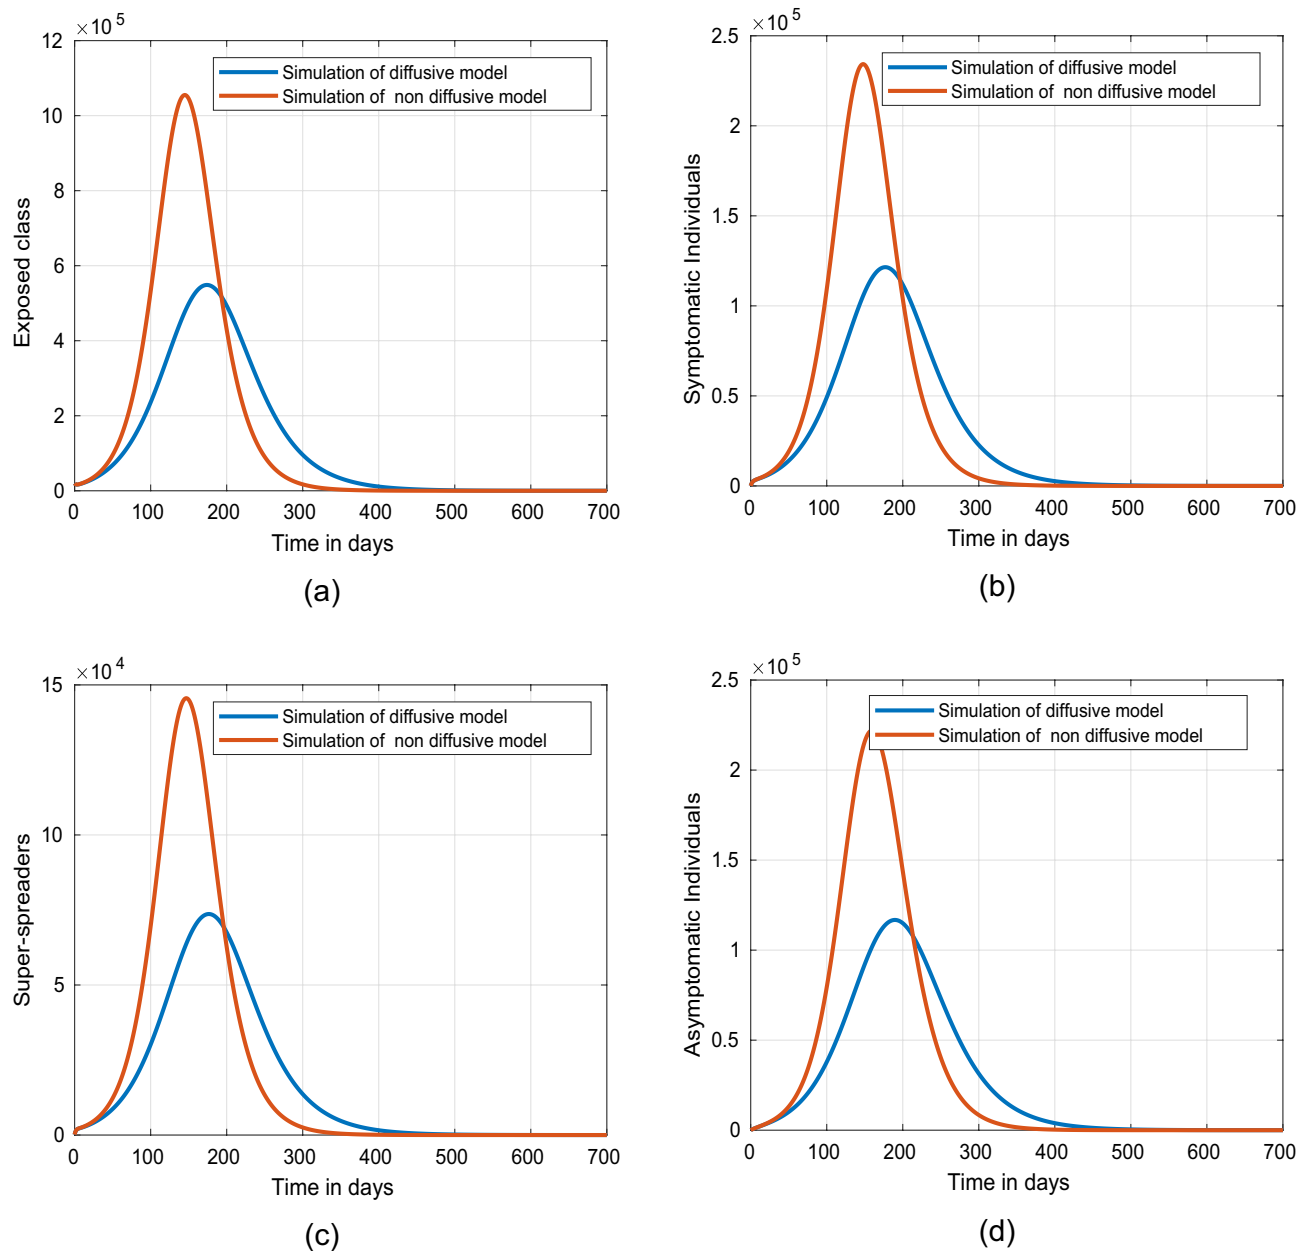 ×10 5
12
10
8
6
4
2
0
Exposed class
Simulation of diffusive model
Simulation of non diffusive model
0 100 200 300 400 500 600 700
Time in days
(a)
×10 5
2.5
2
1.5
1
0.5
0
Symptomatic Individuals
Simulation of diffusive model
Simulation of non diffusive model
0 100 200 300 400 500 600 700
Time in days
(b)
×10 4
15
10
5
0
Super-spreaders
Simulation of diffusive model
Simulation of non diffusive model
0 100 200 300 400 500 600 700
Time in days
(c)
×10 5
2.5
2
1.5
1
0.5
0
Asymptomatic Individuals
Simulation of diffusive model
Simulation of non diffusive model
0 100 200 300 400 500 600 700
Time in days
(d)